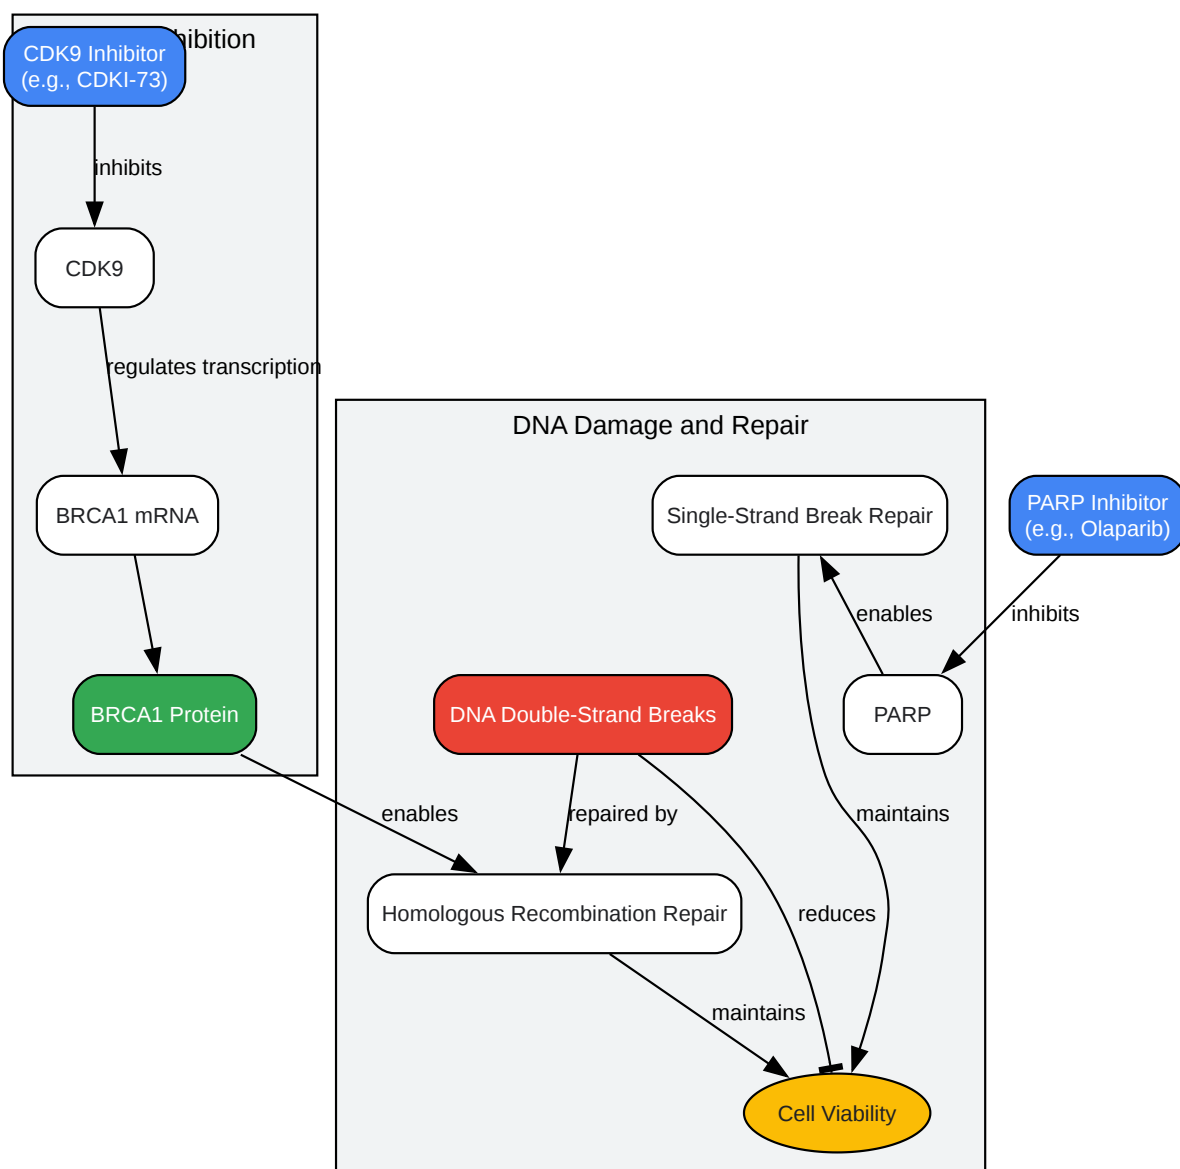 CDK9 Inhibitor
(e.g., CDKI-73)
inhibits
CDK9
regulates transcription
BRCA1 mRNA
BRCA1 Protein
DNA Damage and Repair
Single-Strand Break Repair
PARP Inhibitor
(e.g., Olaparib)
enables
inhibits
DNA Double-Strand Breaks
PARP
enables
repaired by
maintains
Homologous Recombination Repair
reduces
maintains
Cell Viability